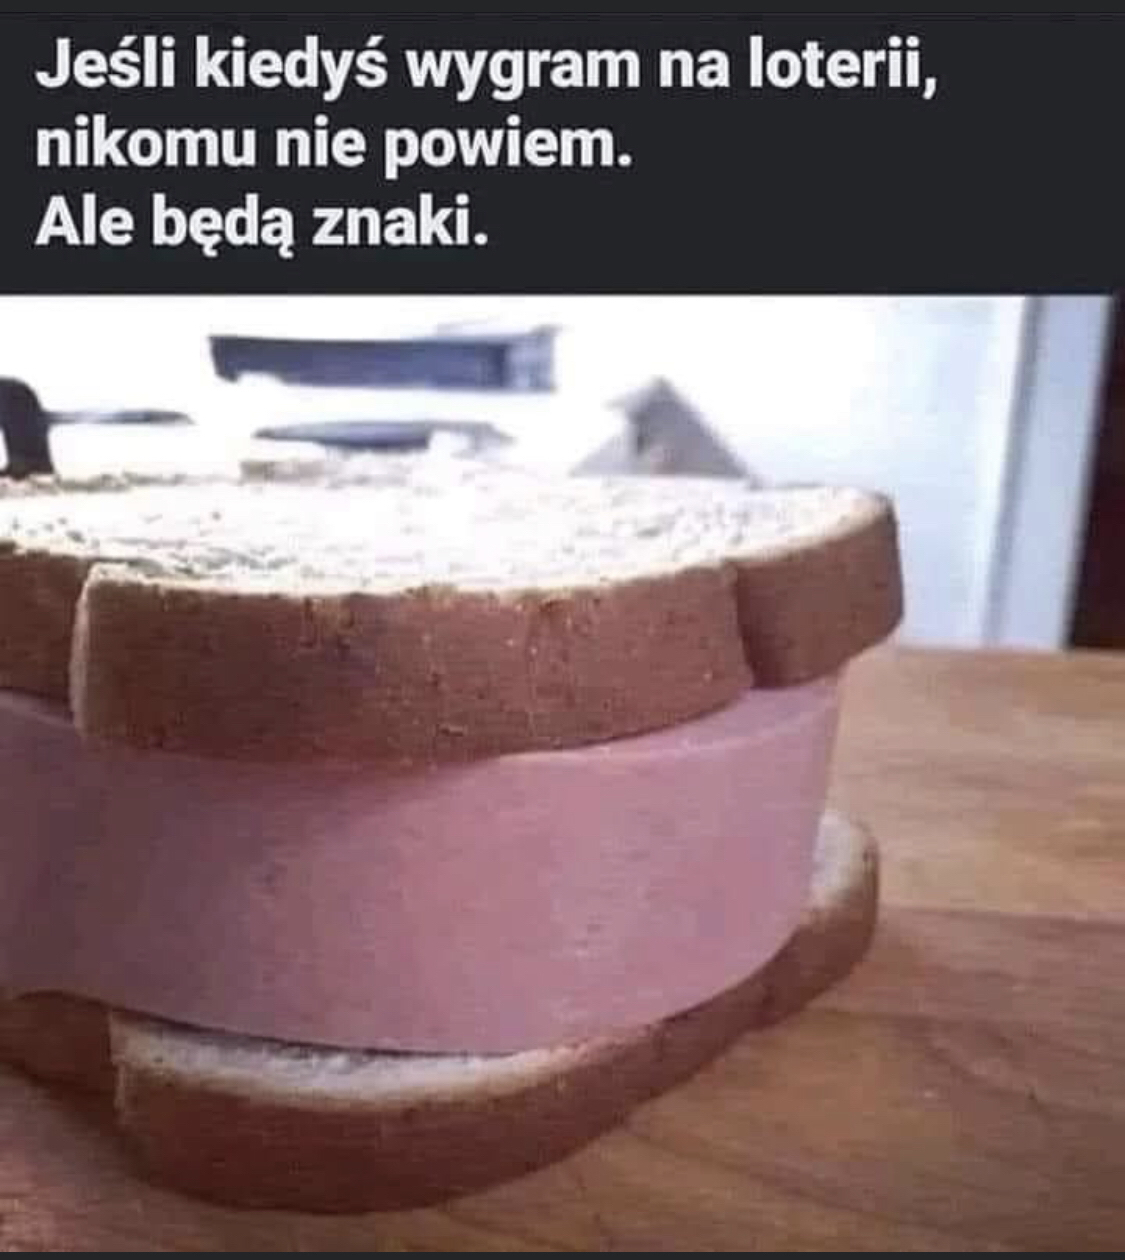 Jeśli kiedyś wygram na loterii,
nikomu nie powiem.
Ale będą znaki.